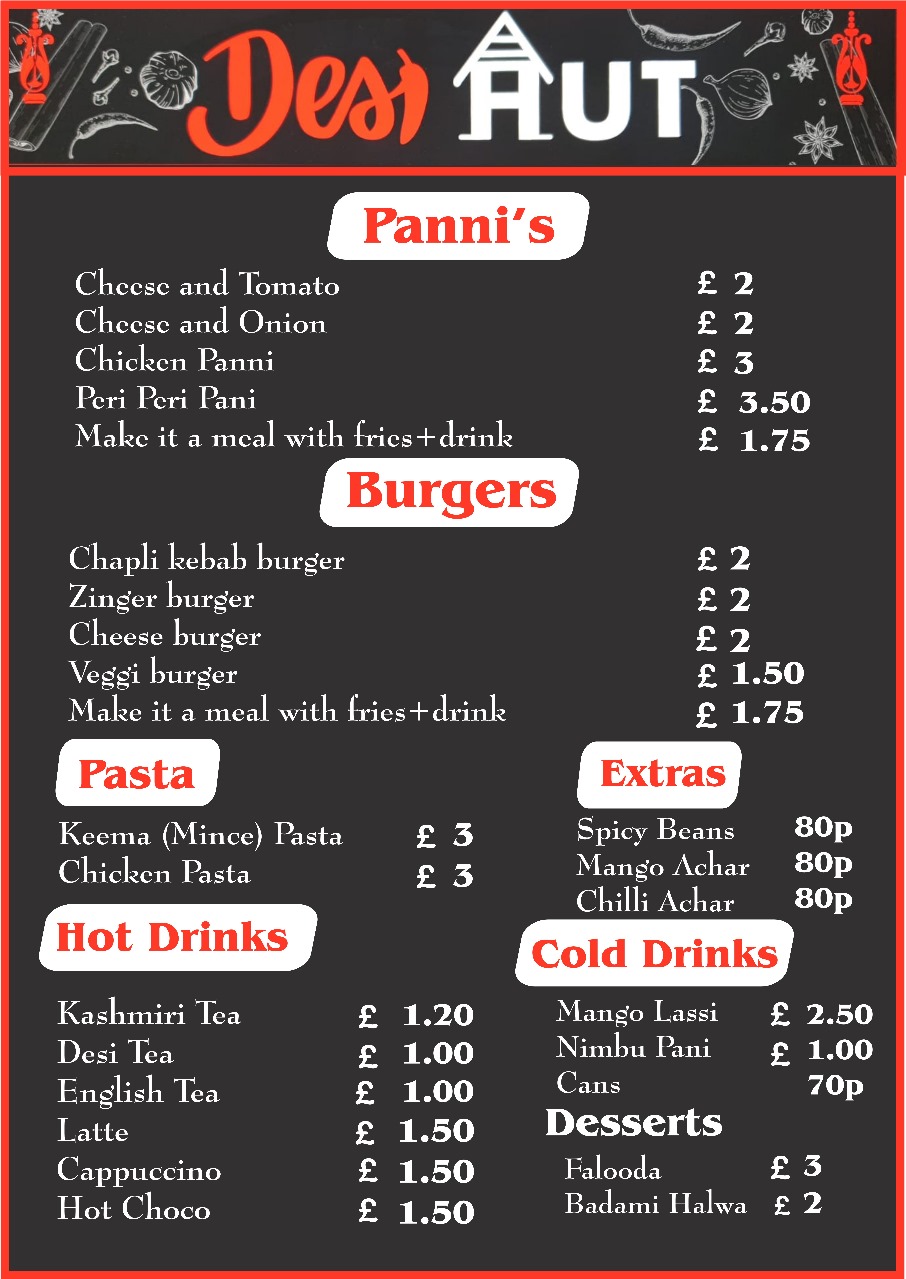 Desi HUT
Panni's
Cheese and Tomato £ 2
Cheese and Onion £ 2
Chicken Panni £ 3
Peri Peri Pani £ 3.50
Make it a meal with fries+drink £ 1.75
Burgers
Chapli kebab burger £ 2
Zinger burger £ 2
Cheese burger £ 2
Veggi burger £ 1.50
Make it a meal with fries+drink £ 1.75
Pasta
Keema (Mince) Pasta £ 3
Chicken Pasta £ 3
Extras
Spicy Beans 80p
Mango Achar 80p
Chilli Achar 80p
Hot Drinks
Kashmiri Tea £ 1.20
Desi Tea £ 1.00
English Tea £ 1.00
Latte £ 1.50
Cappuccino £ 1.50
Hot Choco £ 1.50
Cold Drinks
Mango Lassi £ 2.50
Nimbu Pani £ 1.00
Cans 70p
Desserts
Falooda £ 3
Badami Halwa £ 2